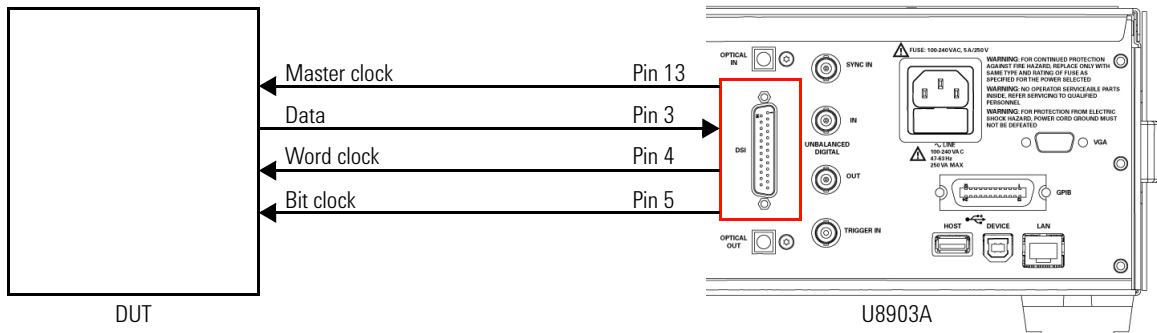 Master clock Pin 13
Data Pin 3
Word clock Pin 4
Bit clock Pin 5
DUT
OPTICAL
IN
SYNC IN
DSI
IN
UNBALANCED
DIGITAL
OUT
OPTICAL
OUT
TRIGGER IN
FUSE: 100-240VAC, 5A/250V
WARNING: FOR CONTINUED PROTECTION
AGAINST FIRE HAZARD, REPLACE ONLY WITH
SAME TYPE AND RATING OF FUSE AS
SPECIFIED FOR THE POWER SELECTED
WARNING: NO OPERATOR SERVICEABLE PARTS
INSIDE, REFER SERVICING TO QUALIFIED
PERSONNEL
WARNING: FOR PROTECTION FROM ELECTRIC
SHOCK HAZARD, POWER CORD GROUND MUST
NOT BE DEFEATED
LINE
100-240 VAC
47-63 Hz
250 VA MAX
VGA
GPIB
HOST DEVICE LAN
U8903A